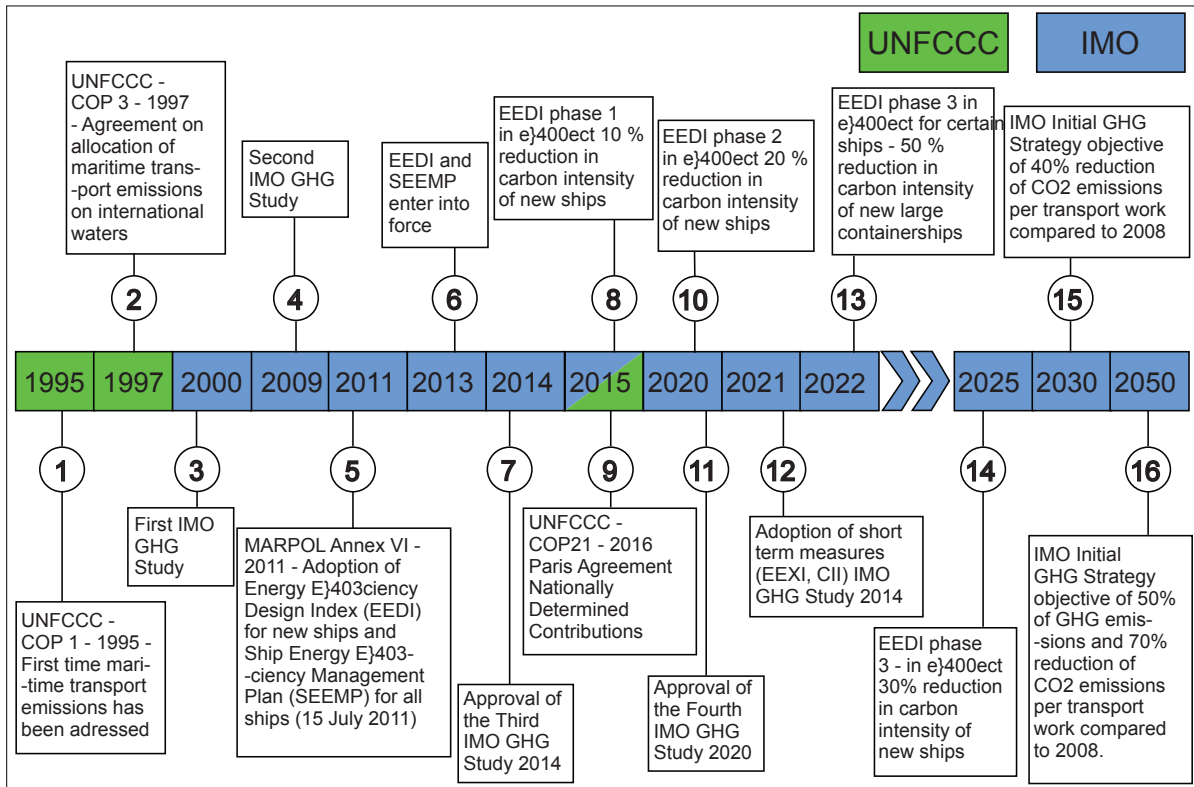 UNFCCC
IMO
UNFCCC -
COP 3 - 1997
- Agreement on
allocation of
maritime trans-
-port emissions
on international
waters
Second
IMO GHG
Study
EEDI and
SEEMP
enter into
force
EEDI phase 1
in e}400ect 10 %
reduction in
carbon intensity
of new ships
EEDI phase 2
in e}400ect 20 %
reduction in
carbon intensity
of new ships
EEDI phase 3 in
e}400ect for certain
ships - 50 %
reduction in
carbon intensity
of new large
containerships
IMO Initial GHG
Strategy objective
of 40% reduction
of CO2 emissions
per transport work
compared to 2008
2
4
6
8
10
13
15
1995
1997
2000
2009
2011
2013
2014
2015
2020
2021
2022
2025
2030
2050
1
3
5
7
9
11
12
14
16
UNFCCC -
COP 1 - 1995 -
First time mari-
-time transport
emissions has
been adressed
First IMO
GHG
Study
MARPOL Annex VI -
2011 - Adoption of
Energy E}403ciency
Design Index (EEDI)
for new ships and
Ship Energy E}403-
-ciency Management
Plan (SEEMP) for all
ships (15 July 2011)
Approval of
the Third
IMO GHG
Study 2014
UNFCCC -
COP21 - 2016
Paris Agreement
Nationally
Determined
Contributions
Approval of
the Fourth
IMO GHG
Study 2020
Adoption of short
term measures
(EEXI, CII) IMO
GHG Study 2014
EEDI phase
3 - in e}400ect
30% reduction
in carbon
intensity of
new ships
IMO Initial
GHG Strategy
objective of 50%
of GHG emis-
-sions and 70%
reduction of
CO2 emissions
per transport
work compared
to 2008.